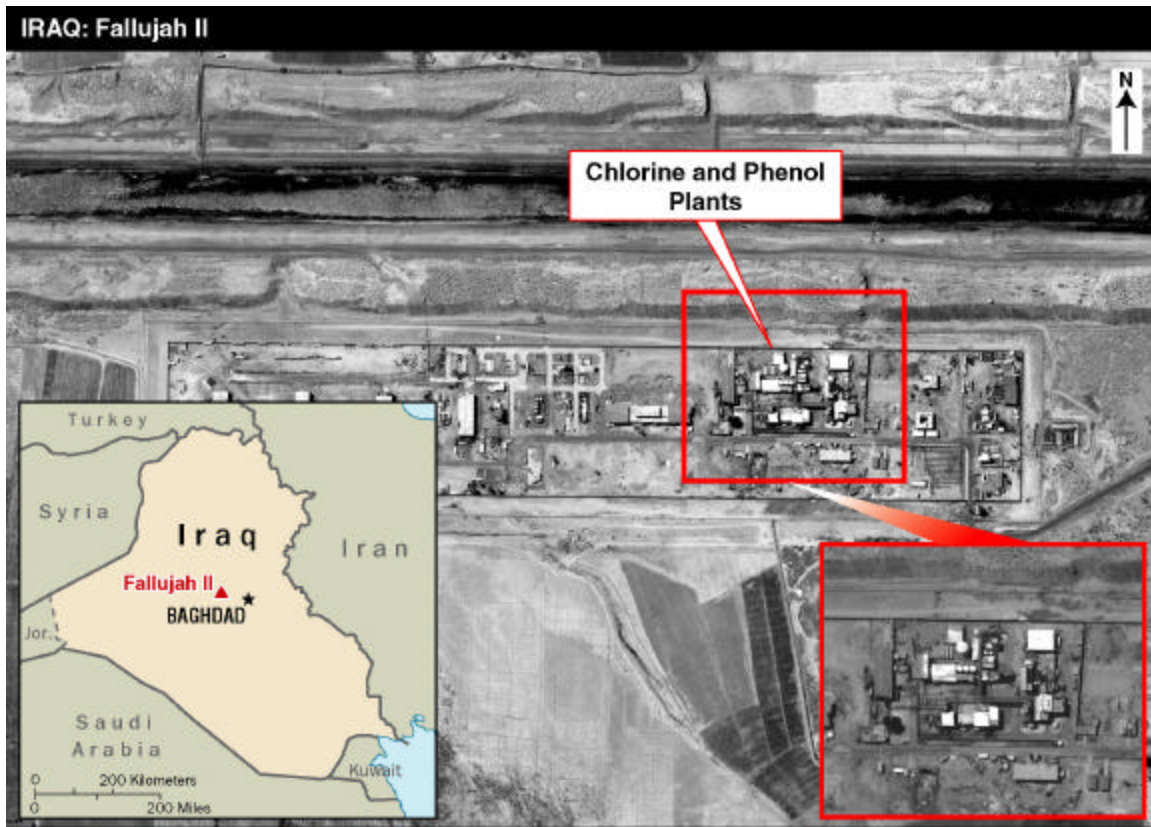 IRAQ: Fallujah II
N
Chlorine and Phenol
Plants
Turkey
Syria
Iraq
Iran
Fallujah II
BAGHDAD
Jor.
Saudi
Arabia
Kuwait
0 200 Kilometers
0 200 Miles